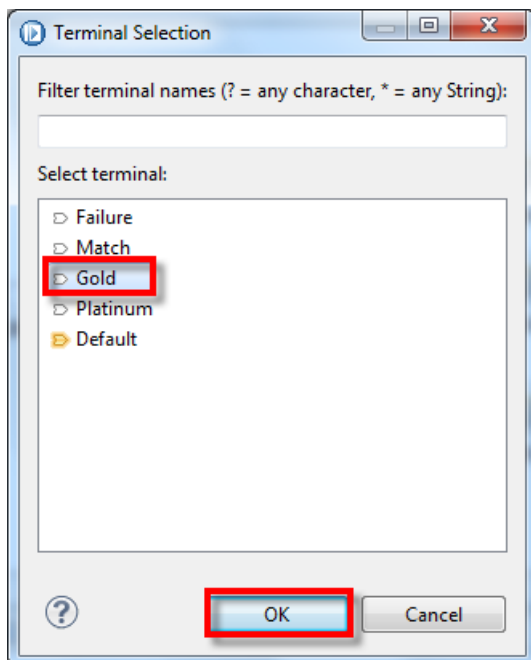 Terminal Selection
Filter terminal names (? = any character, * = any String):
Select terminal:
Failure
Match
Gold
Platinum
Default
?
OK
Cancel